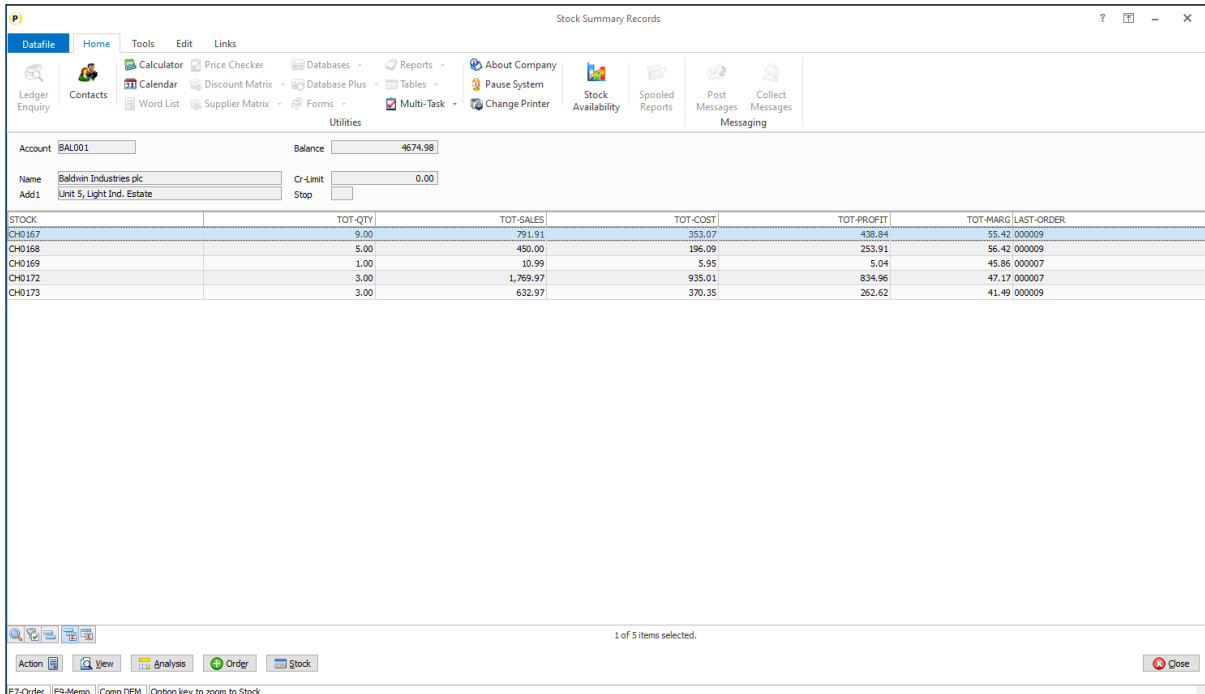 P Stock Summary Records ?
Datafile Home Tools Edit Links
Ledger Enquiry
Contacts
Calculator Price Checker Databases Reports About Company
31 Calendar Discount Matrix Database Plus Tables Pause System
Word List Supplier Matrix Forms Multi-Task Change Printer
Stock Availability
Spooled Reports
Post Messages
Collect Messages
Utilities Messaging
Account BAL001 Balance 4674.98
Name Baldwin Industries plc Cr-Limit 0.00
Add1 Unit 5, Light Ind. Estate Stop
STOCK TOT-QTY TOT-SALES TOT-COST TOT-PROFIT TOT-MARG LAST-ORDER
CH0167 9.00 791.91 353.07 438.84 55.42 000009
CH0168 5.00 450.00 196.09 253.91 56.42 000009
CH0169 1.00 10.99 5.95 5.04 45.86 000007
CH0172 3.00 1,769.97 935.01 834.96 47.17 000007
CH0173 3.00 632.97 370.35 262.62 41.49 000009
1 of 5 items selected.
Action View Analysis Order Stock Close
F7-Order F9-Memo Comp DEM Option key to zoom to Stock